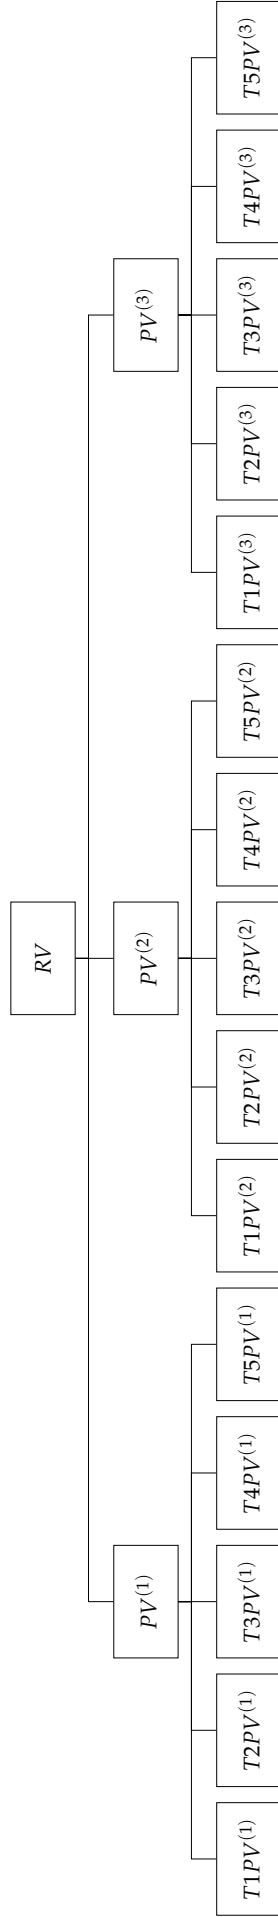 RV
PV⁽¹⁾
PV⁽²⁾
PV⁽³⁾
T1PV⁽¹⁾
T2PV⁽¹⁾
T3PV⁽¹⁾
T4PV⁽¹⁾
T5PV⁽¹⁾
T1PV⁽²⁾
T2PV⁽²⁾
T3PV⁽²⁾
T4PV⁽²⁾
T5PV⁽²⁾
T1PV⁽³⁾
T2PV⁽³⁾
T3PV⁽³⁾
T4PV⁽³⁾
T5PV⁽³⁾